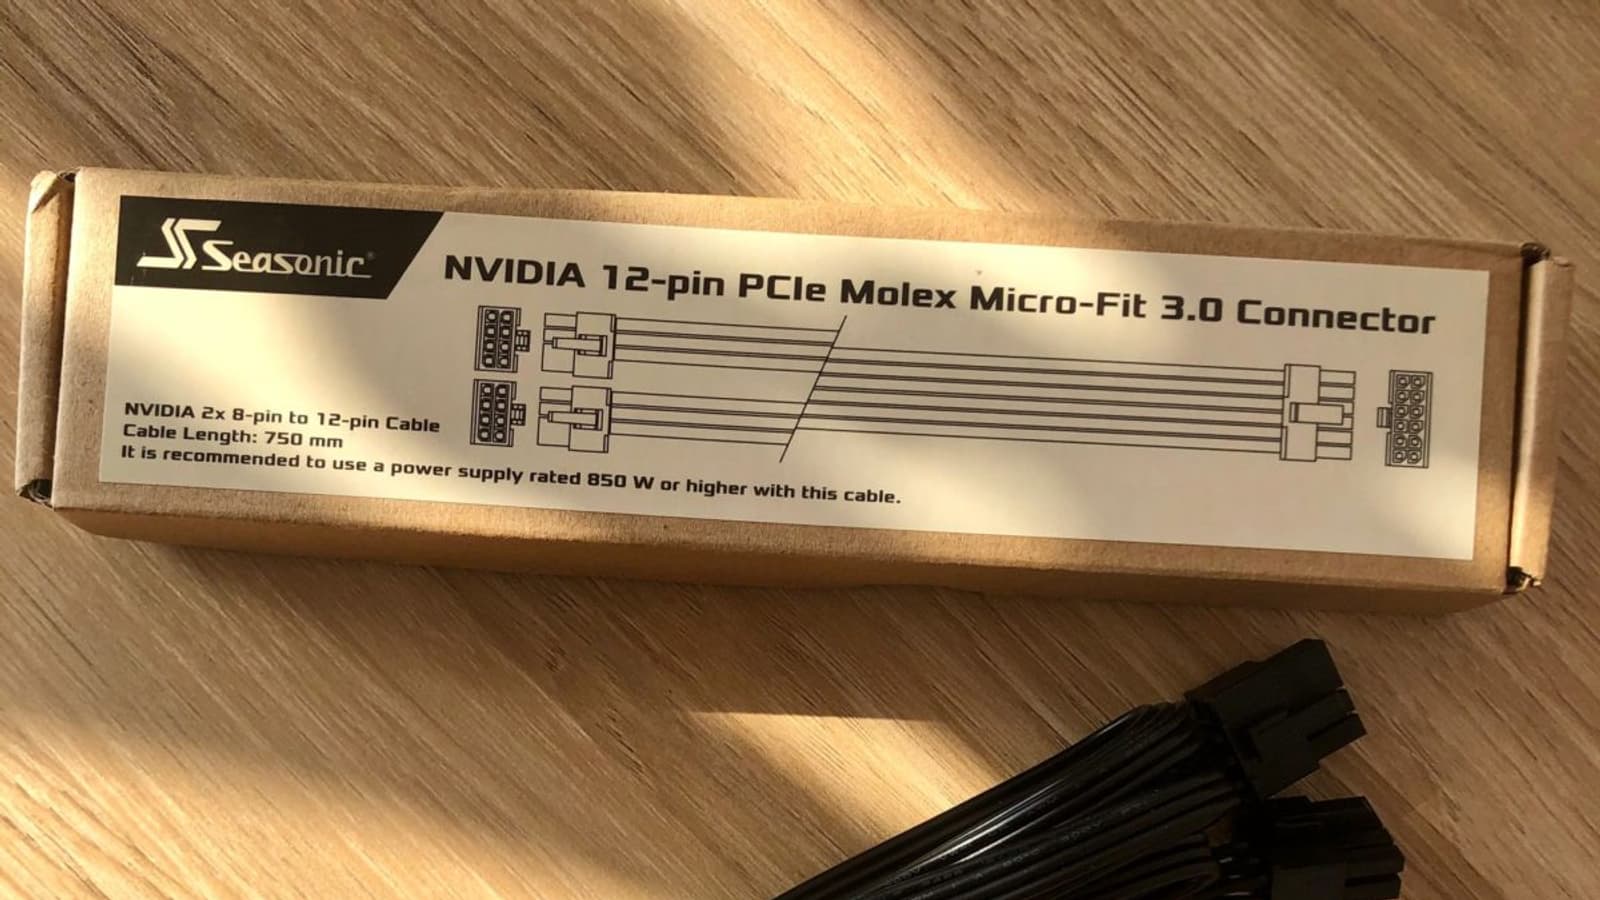 Seasonic®
NVIDIA 12-pin PCIe Molex Micro-Fit 3.0 Connector
NVIDIA 2x 8-pin to 12-pin Cable
Cable Length: 750 mm
It is recommended to use a power supply rated 850 W or higher with this cable.